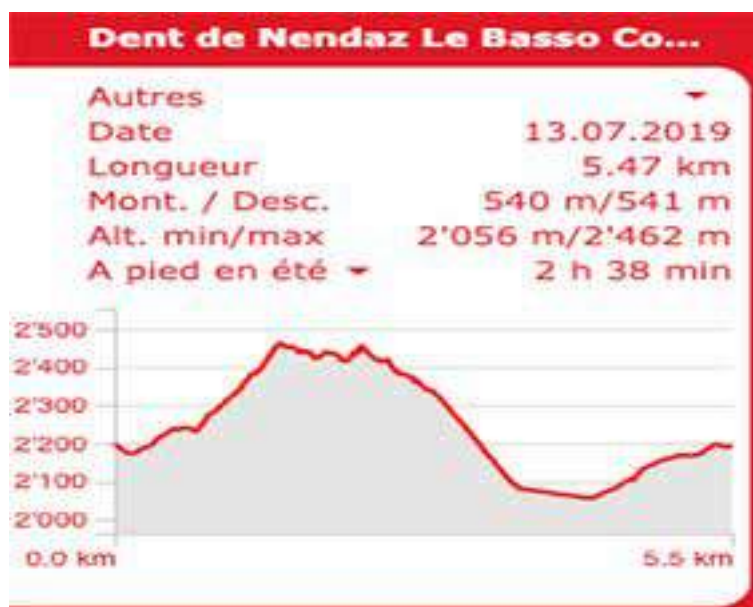 Dent de Nendaz Le Basso Co...
Autres
Date 13.07.2019
Longueur 5.47 km
Mont. / Desc. 540 m/541 m
Alt. min/max 2'056 m/2'462 m
A pied en été 2 h 38 min
2'500
2'400
2'300
2'200
2'100
2'000
0.0 km 5.5 km